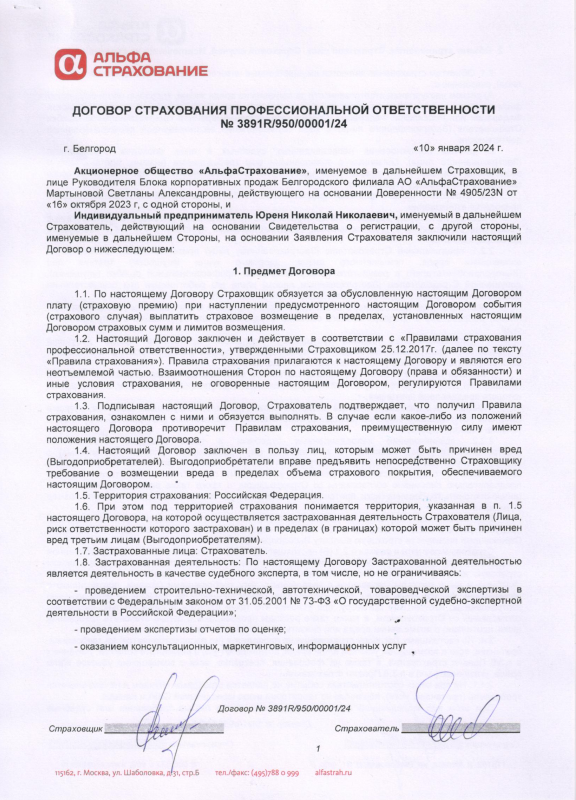 АЛЬФА
СТРАХОВАНИЕ
ДОГОВОР СТРАХОВАНИЯ ПРОФЕССИОНАЛЬНОЙ ОТВЕТСТВЕННОСТИ
№ 3891R/950/00001/24
г. Белгород «10» января 2024 г.
Акционерное общество «АльфаСтрахование», именуемое в дальнейшем Страховщик, в
лице Руководителя Блока корпоративных продаж Белгородского филиала АО «АльфаСтрахование»
Мартыновой Светланы Александровны, действующего на основании Доверенности № 4905/23N от
«16» октября 2023 г, с одной стороны, и
Индивидуальный предприниматель Юреня Николай Николаевич, именуемый в дальнейшем
Страхователь, действующий на основании Свидетельства о регистрации, с другой стороны,
именуемые в дальнейшем Стороны, на основании Заявления Страхователя заключили настоящий
Договор о нижеследующем:
1. Предмет Договора
1.1. По настоящему Договору Страховщик обязуется за обусловленную настоящим Договором
плату (страховую премию) при наступлении предусмотренного настоящим Договором события
(страхового случая) выплатить страховое возмещение в пределах, установленных настоящим
Договором страховых сумм и лимитов возмещения.
1.2. Настоящий Договор заключен и действует в соответствии с «Правилами страхования
профессиональной ответственности», утвержденными Страховщиком 25.12.2017г. (далее по тексту
«Правила страхования»). Правила страхования прилагаются к настоящему Договору и являются его
неотъемлемой частью. Взаимоотношения Сторон по настоящему Договору (права и обязанности) и
иные условия страхования, не оговоренные настоящим Договором, регулируются Правилами
страхования.
1.3. Подписывая настоящий Договор, Страхователь подтверждает, что получил Правила
страхования, ознакомлен с ними и обязуется выполнять. В случае если какое-либо из положений
настоящего Договора противоречит Правилам страхования, преимущественную силу имеют
положения настоящего Договора.
1.4. Настоящий Договор заключен в пользу лиц, которым может быть причинен вред
(Выгодоприобретателей). Выгодоприобретатели вправе предъявить непосредственно Страховщику
требование о возмещении вреда в пределах объема страхового покрытия, обеспечиваемого
настоящим Договором.
1.5. Территория страхования: Российская Федерация.
1.6. При этом под территорией страхования понимается территория, указанная в п. 1.5
настоящего Договора, на которой осуществляется застрахованная деятельность Страхователя (Лица,
риск ответственности которого застрахован) и в пределах (в границах) которой может быть причинен
вред третьим лицам (Выгодоприобретателям).
1.7. Застрахованные лица: Страхователь.
1.8. Застрахованная деятельность: По настоящему Договору Застрахованной деятельностью
является деятельность в качестве судебного эксперта, в том числе, но не ограничиваясь:
- проведением строительно-технической, автотехнической, товароведческой экспертизы в
соответствии с Федеральным законом от 31.05.2001 № 73-ФЗ «О государственной судебно-экспертной
деятельности в Российской Федерации»;
- проведением экспертизы отчетов по оценке;
- оказанием консультационных, маркетинговых, информационных услуг
Договор № 3891R/950/00001/24
Страховщик Страхователь
1
115162, г. Москва, ул. Шаболовка, д.31, стр.Б тел./факс: (495)788 0 999 alfastrah.ru